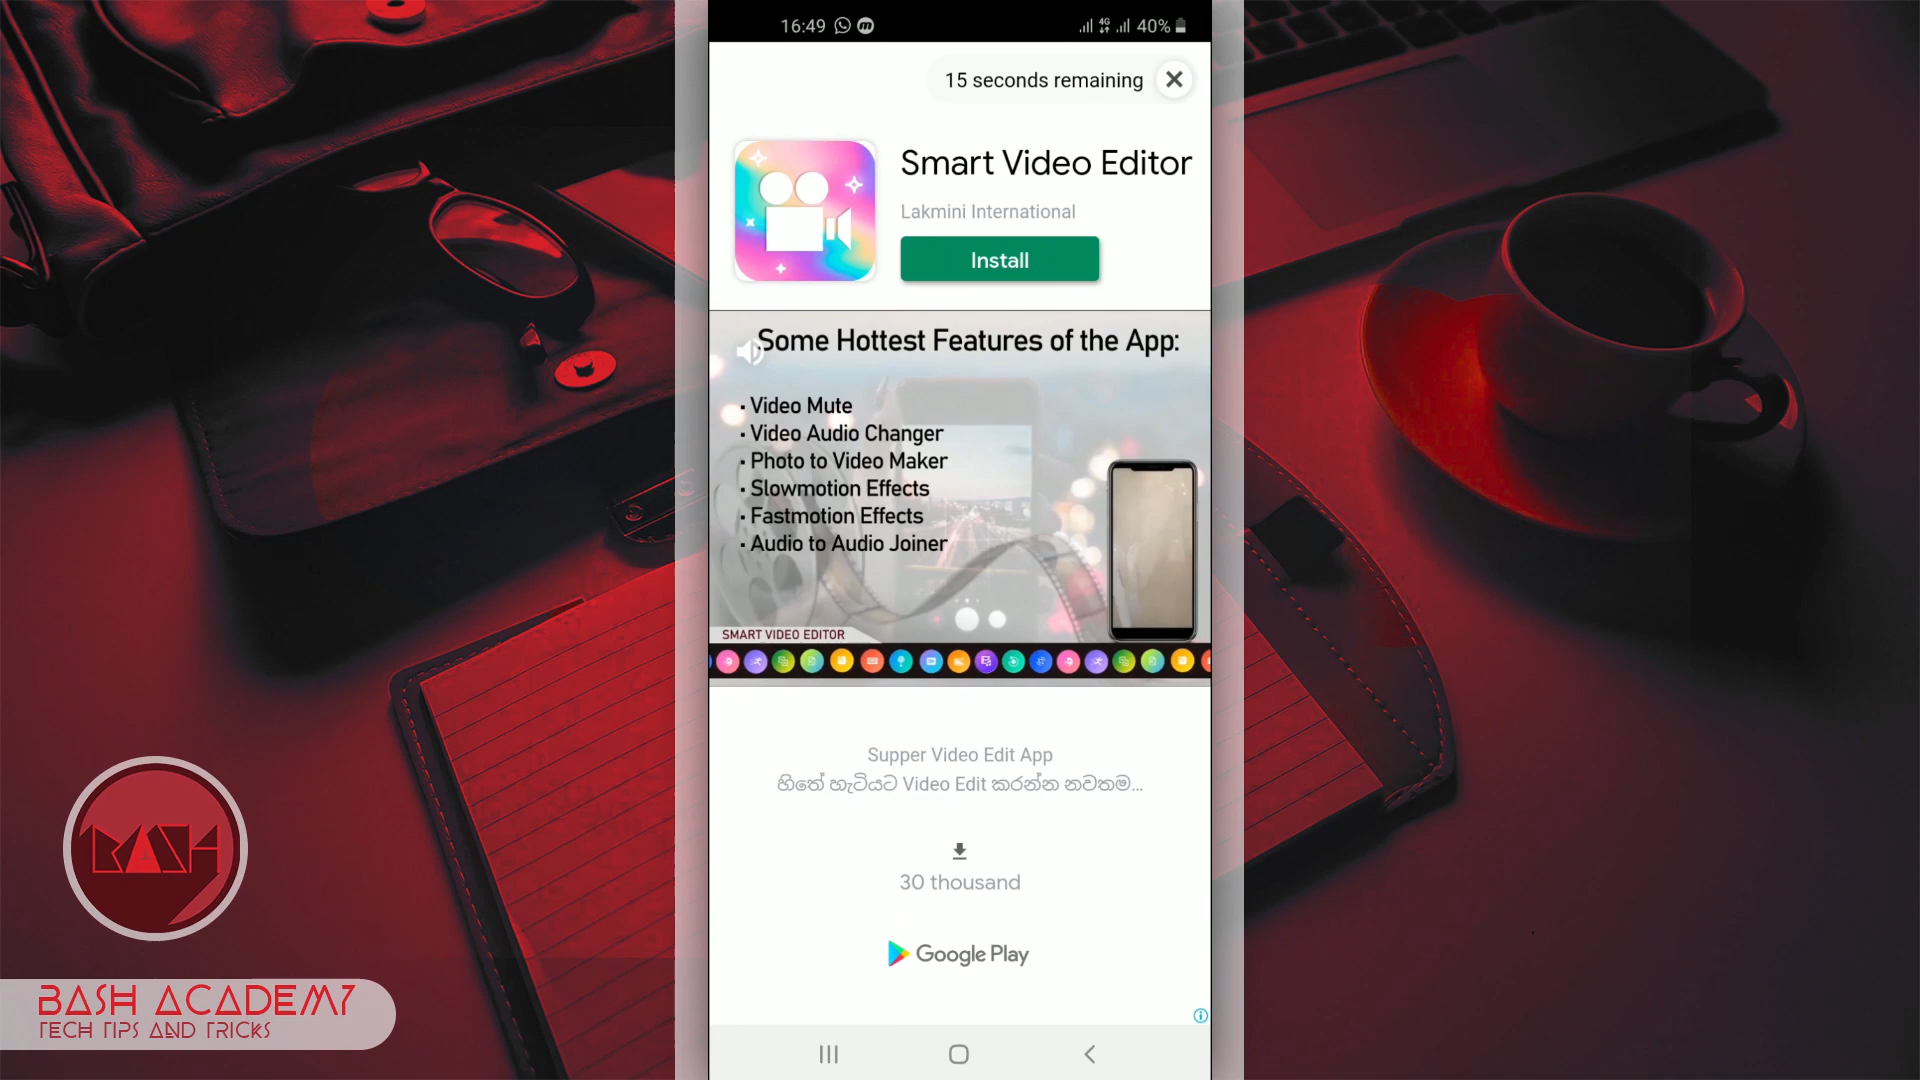 16:49
4G
40%
15 seconds remaining
Smart Video Editor
Lakmini International
Install
Some Hottest Features of the App:
· Video Mute
· Video Audio Changer
· Photo to Video Maker
· Slowmotion Effects
· Fastmotion Effects
· Audio to Audio Joiner
SMART VIDEO EDITOR
Supper Video Edit App
හිතේ හැටියට Video Edit කරන්න නවතම...
30 thousand
Google Play
BASH
BASH ACADEMY
TECH TIPS AND TRICKS